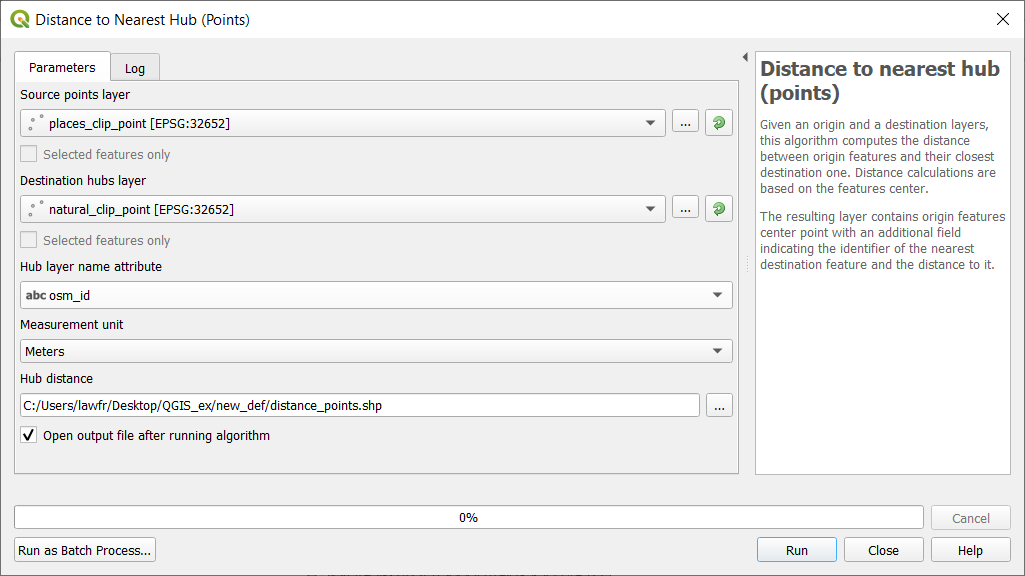 Distance to Nearest Hub (Points)
Parameters
Log
Source points layer
places_clip_point [EPSG:32652]
...
Selected features only
Destination hubs layer
natural_clip_point [EPSG:32652]
...
Selected features only
Hub layer name attribute
abc osm_id
Measurement unit
Meters
Hub distance
C:/Users/lawfr/Desktop/QGIS_ex/new_def/distance_points.shp
...
Open output file after running algorithm
Distance to nearest hub
(points)
Given an origin and a destination layers,
this algorithm computes the distance
between origin features and their closest
destination one. Distance calculations are
based on the features center.
The resulting layer contains origin features
center point with an additional field
indicating the identifier of the nearest
destination feature and the distance to it.
0%
Cancel
Run as Batch Process...
Run
Close
Help